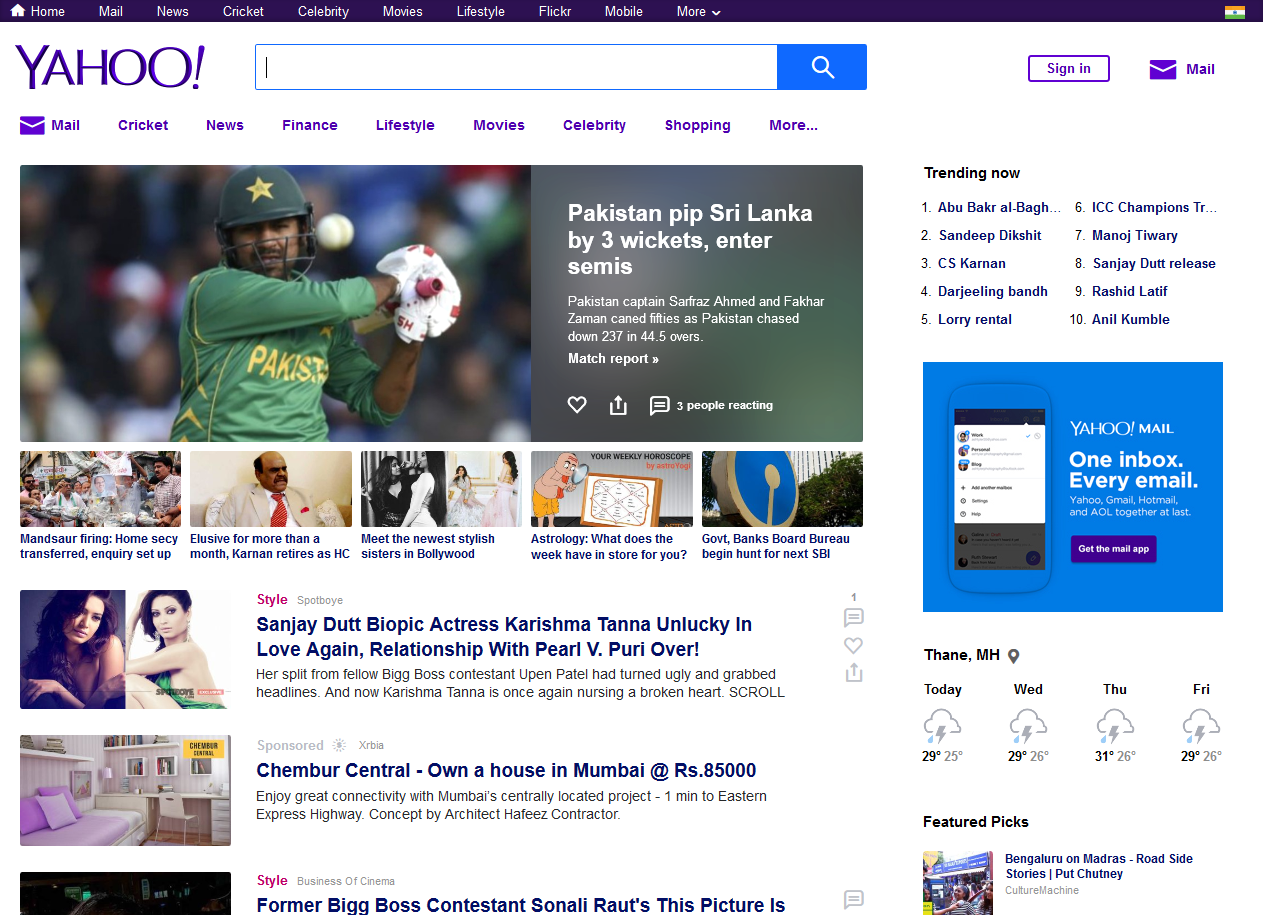 Home Mail News Cricket Celebrity Movies Lifestyle Flickr Mobile More
YAHOO!
Sign in
Mail
Mail Cricket News Finance Lifestyle Movies Celebrity Shopping More...
PAKIS
SH
Pakistan pip Sri Lanka
by 3 wickets, enter
semis
Pakistan captain Sarfraz Ahmed and Fakhar
Zaman caned fifties as Pakistan chased
down 237 in 44.5 overs.
Match report »
3 people reacting
YOUR WEEKLY HOROSCOPE
by astroYogi
Mandsaur firing: Home secy
transferred, enquiry set up
Elusive for more than a
month, Karnan retires as HC
Meet the newest stylish
sisters in Bollywood
Astrology: What does the
week have in store for you?
Govt, Banks Board Bureau
begin hunt for next SBI
Style Spotboye
Sanjay Dutt Biopic Actress Karishma Tanna Unlucky In
Love Again, Relationship With Pearl V. Puri Over!
Her split from fellow Bigg Boss contestant Upen Patel had turned ugly and grabbed
headlines. And now Karishma Tanna is once again nursing a broken heart. SCROLL
1
SPOTBOYE EXCLUSIVE
CHEMBUR
CENTRAL
Sponsored Xrbia
Chembur Central - Own a house in Mumbai @ Rs.85000
Enjoy great connectivity with Mumbai's centrally located project - 1 min to Eastern
Express Highway. Concept by Architect Hafeez Contractor.
Style Business Of Cinema
Former Bigg Boss Contestant Sonali Raut's This Picture Is
Trending now
1. Abu Bakr al-Bagh...
2. Sandeep Dikshit
3. CS Karnan
4. Darjeeling bandh
5. Lorry rental
6. ICC Champions Tr...
7. Manoj Tiwary
8. Sanjay Dutt release
9. Rashid Latif
10. Anil Kumble
Work
Personal
Blog
Add another mailbox
Settings
Help
YAHOO! MAIL
One inbox.
Every email.
Yahoo, Gmail, Hotmail,
and AOL together at last.
Get the mail app
Thane, MH
Today Wed Thu Fri
29° 25° 29° 26° 31° 26° 29° 26°
Featured Picks
Bengaluru on Madras - Road Side
Stories | Put Chutney
CultureMachine